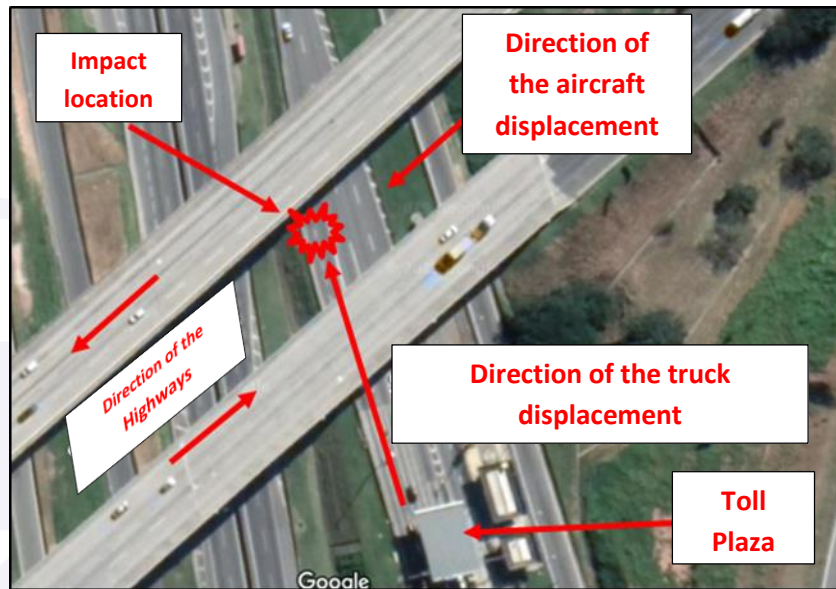 Impact
location
Direction of
the aircraft
displacement
Direction of the
Highways
Direction of the truck
displacement
Toll
Plaza
Google